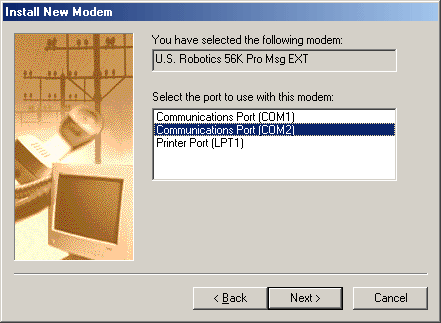 Install New Modem
You have selected the following modem:
U.S. Robotics 56K Pro Msg EXT
Select the port to use with this modem:
Communications Port (COM1)
Communications Port (COM2)
Printer Port (LPT1)
< Back
Next >
Cancel